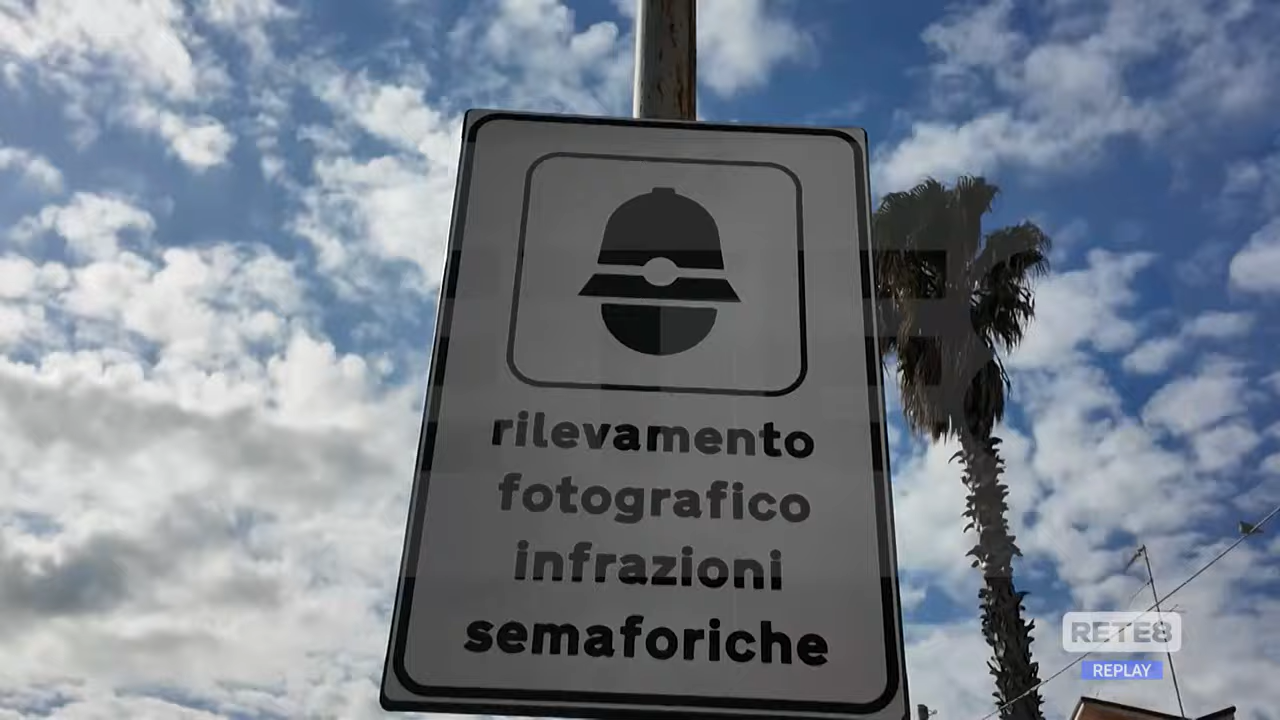 rilevamento
fotografico
infrazioni
semaforiche
RETE8
REPLAY